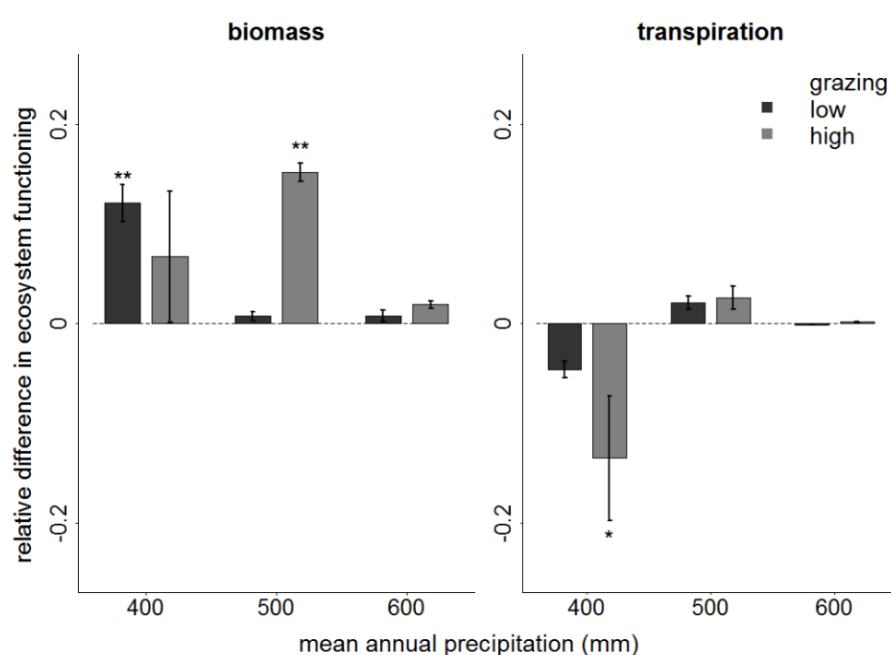 biomass
transpiration
relative difference in ecosystem functioning
0.2
0
-0.2
**
**
400
500
600
grazing
low
high
0.2
0
-0.2
*
400
500
600
mean annual precipitation (mm)